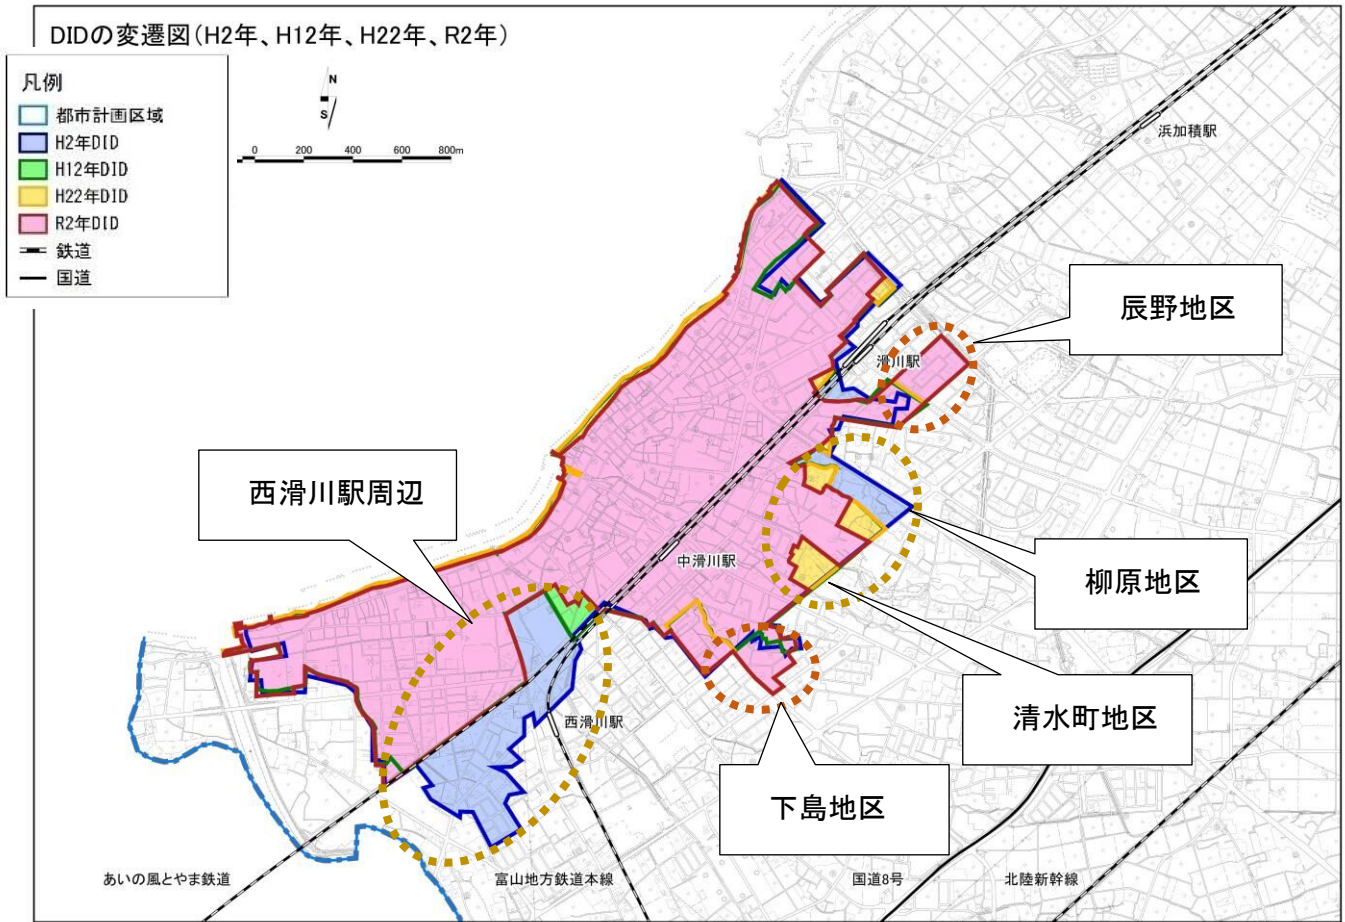 DIDの変遷図(H2年、H12年、H22年、R2年)
凡例
都市計画区域
H2年DID
H12年DID
H22年DID
R2年DID
鉄道
国道
N
S
0 200 400 600 800m
浜加積駅
辰野地区
滑川駅
西滑川駅周辺
中滑川駅
柳原地区
清水町地区
西滑川駅
下島地区
あいの風とやま鉄道
富山地方鉄道本線
国道8号
北陸新幹線